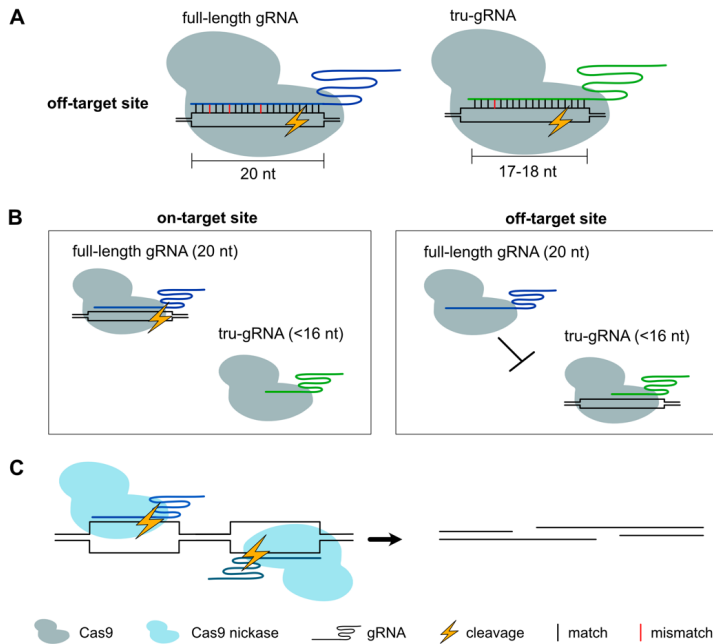 A
full-length gRNA
tru-gRNA
off-target site
20 nt
17-18 nt
B
on-target site
off-target site
full-length gRNA (20 nt)
tru-gRNA (<16 nt)
full-length gRNA (20 nt)
tru-gRNA (<16 nt)
C
Cas9
Cas9 nickase
gRNA
cleavage
match
mismatch